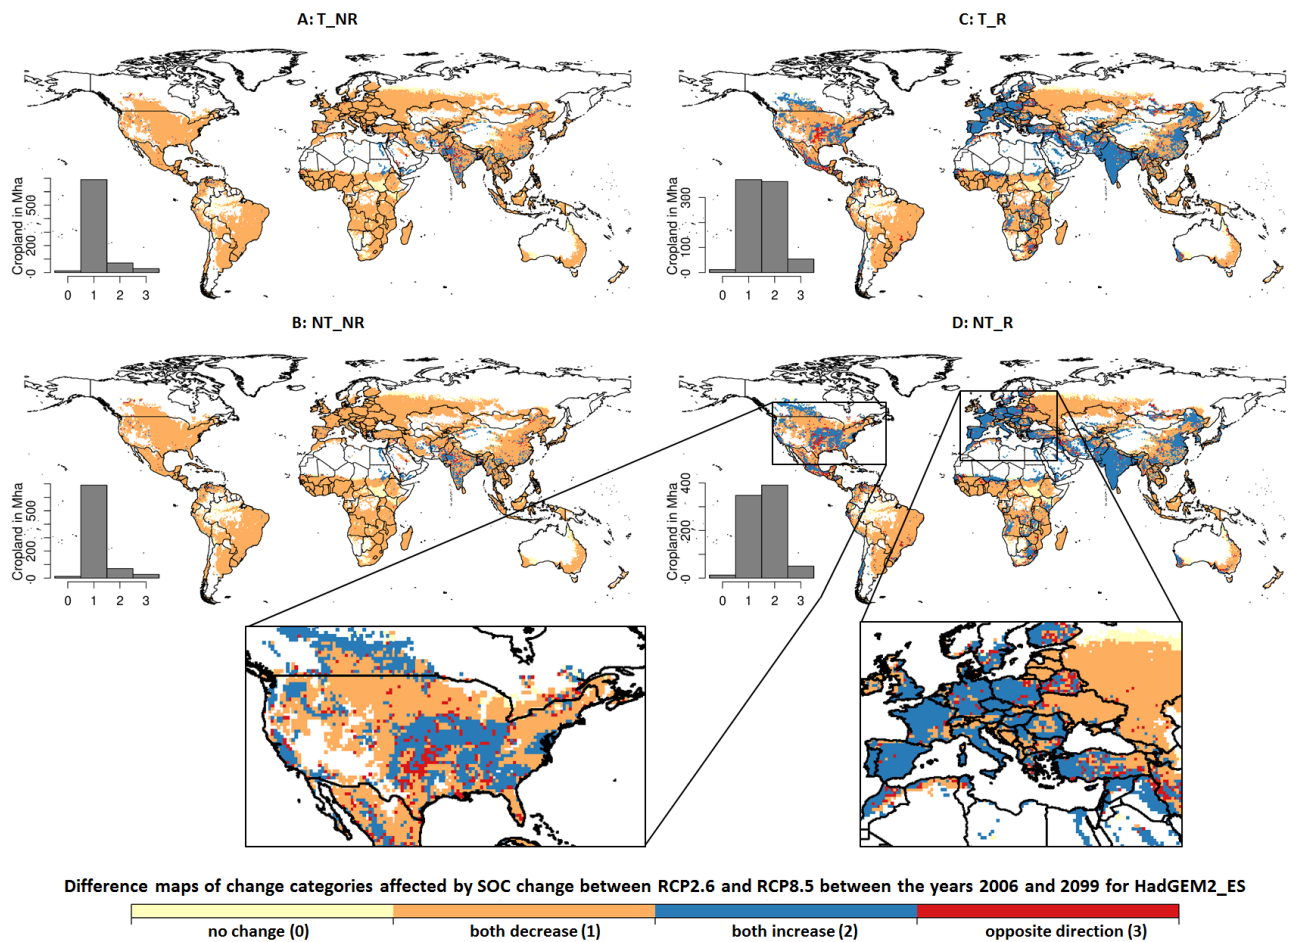 A: T_NR
C: T_R
Cropland in Mha
0 200 500
0 1 2 3
Cropland in Mha
0 100 300
0 1 2 3
B: NT_NR
D: NT_R
Cropland in Mha
0 200 500
0 1 2 3
Cropland in Mha
0 200 400
0 1 2 3
Difference maps of change categories affected by SOC change between RCP2.6 and RCP8.5 between the years 2006 and 2099 for HadGEM2_ES
no change (0)
both decrease (1)
both increase (2)
opposite direction (3)